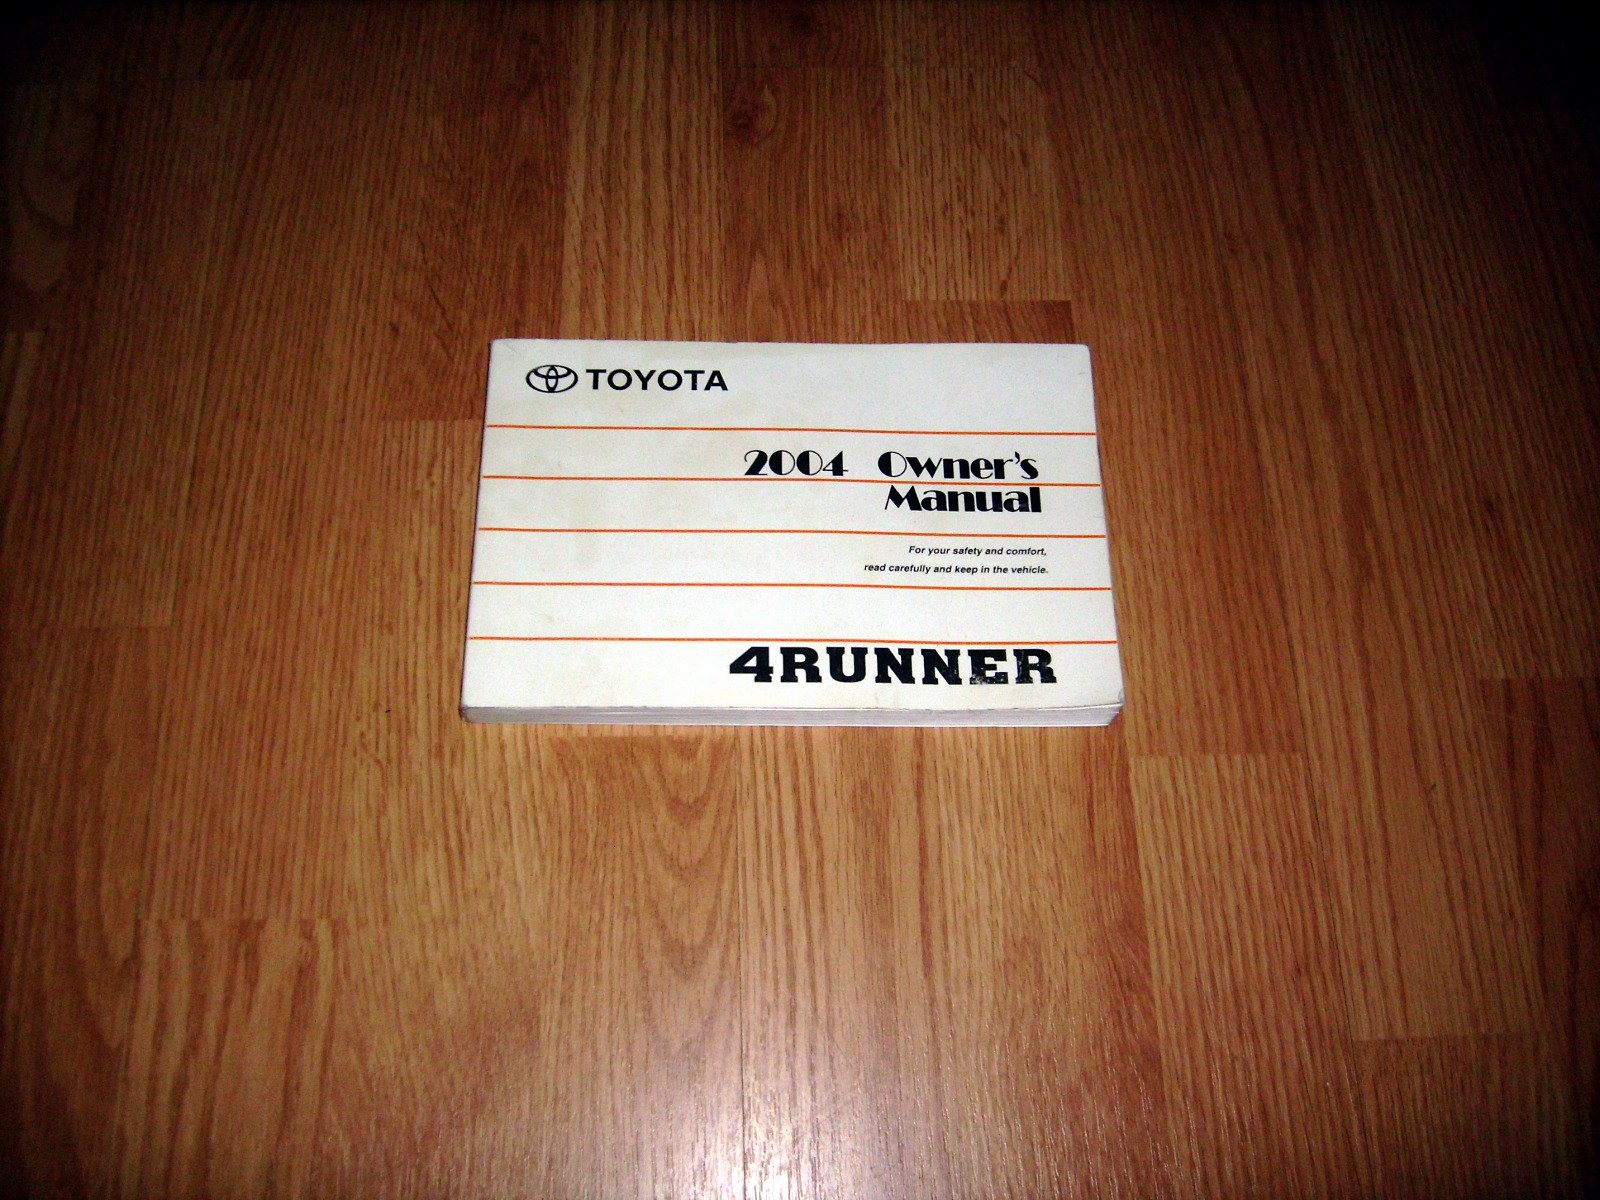 TOYOTA
2004 Owner's
Manual
For your safety and comfort,
read carefully and keep in the vehicle.
4RUNNER